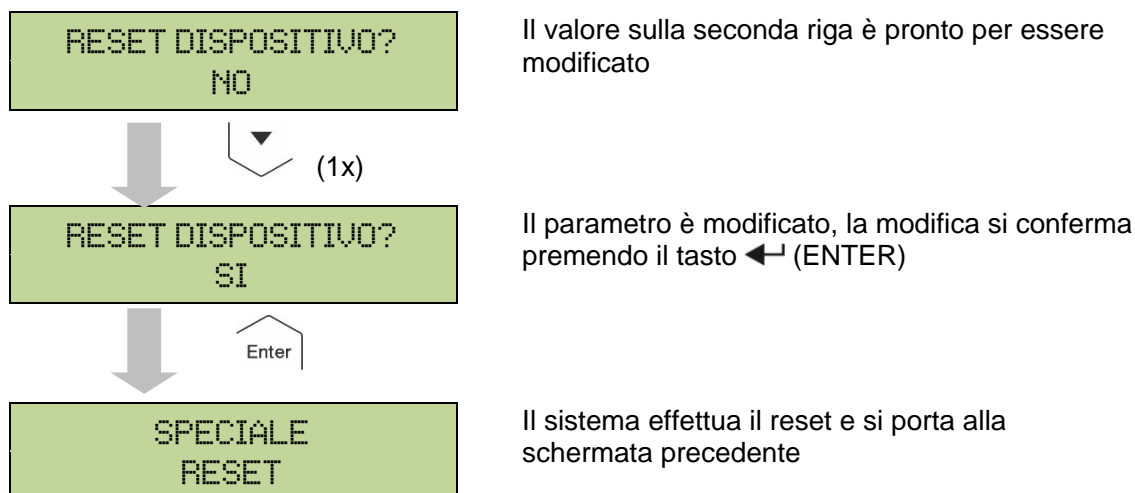 RESET DISPOSITIVO?
NO
Il valore sulla seconda riga è pronto per essere
modificato
(1x)
RESET DISPOSITIVO?
SI
Il parametro è modificato, la modifica si conferma
premendo il tasto (ENTER)
Enter
SPECIALE
RESET
Il sistema effettua il reset e si porta alla
schermata precedente